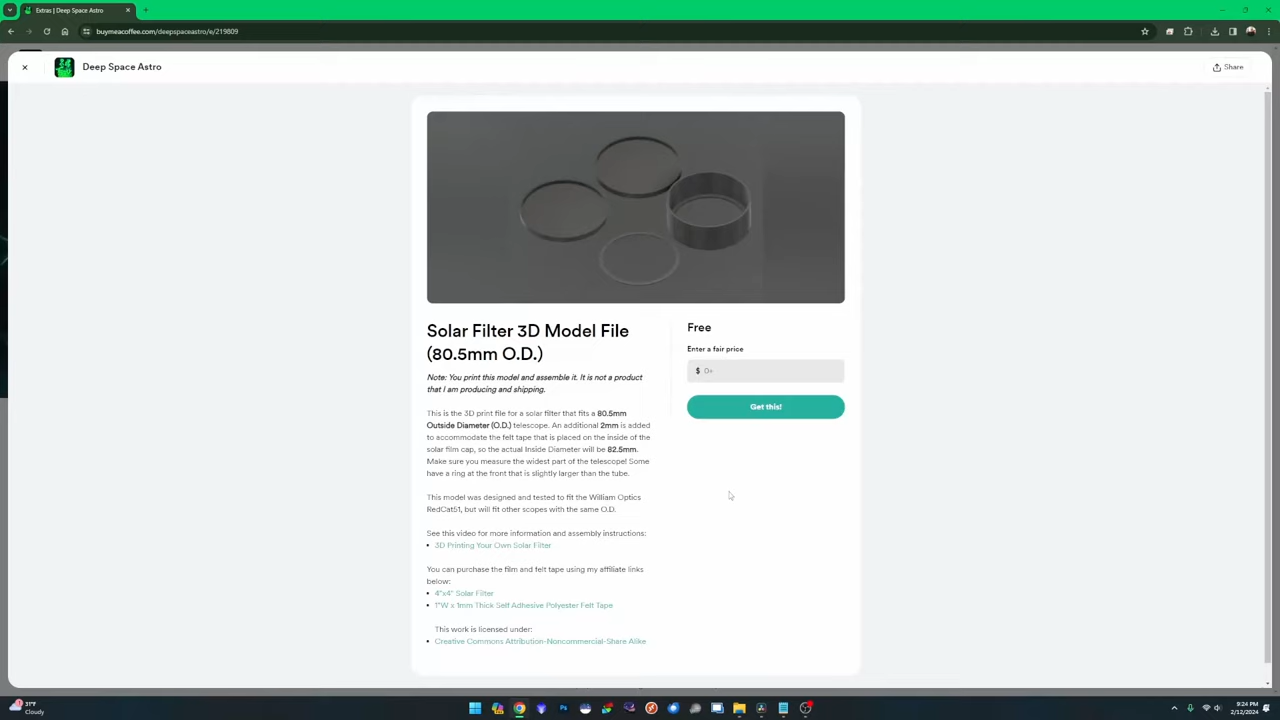 Extras | Deep Space Astro
buymeacoffee.com/deepspaceastro/e/219809
Deep Space Astro
Share
Solar Filter 3D Model File
(80.5mm O.D.)
Note: You print this model and assemble it. It is not a product
that I am producing and shipping.
This is the 3D print file for a solar filter that fits a 80.5mm
Outside Diameter (O.D.) telescope. An additional 2mm is added
to accommodate the felt tape that is placed on the inside of the
solar film cap, so the actual Inside Diameter will be 82.5mm.
Make sure you measure the widest part of the telescope! Some
have a ring at the front that is slightly larger than the tube.
This model was designed and tested to fit the William Optics
RedCat51, but will fit other scopes with the same O.D.
See this video for more information and assembly instructions:
• 3D Printing Your Own Solar Filter
You can purchase the film and felt tape using my affiliate links
below:
• 4"x4" Solar Filter
• 1"W x 1mm Thick Self Adhesive Polyester Felt Tape
This work is licensed under:
• Creative Commons Attribution-Noncommercial-Share Alike
Free
Enter a fair price
$ 0+
Get this!
31°F
Cloudy
9:24 PM
2/12/2024